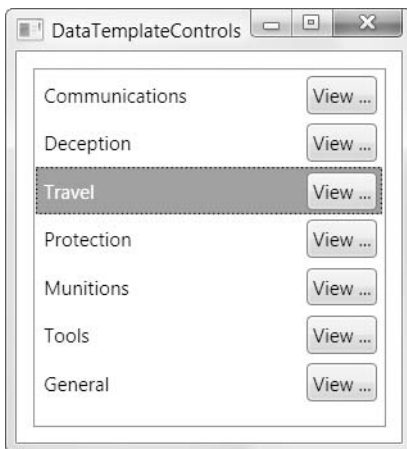 DataTemplateControls
Communications View ...
Deception View ...
Travel View ...
Protection View ...
Munitions View ...
Tools View ...
General View ...